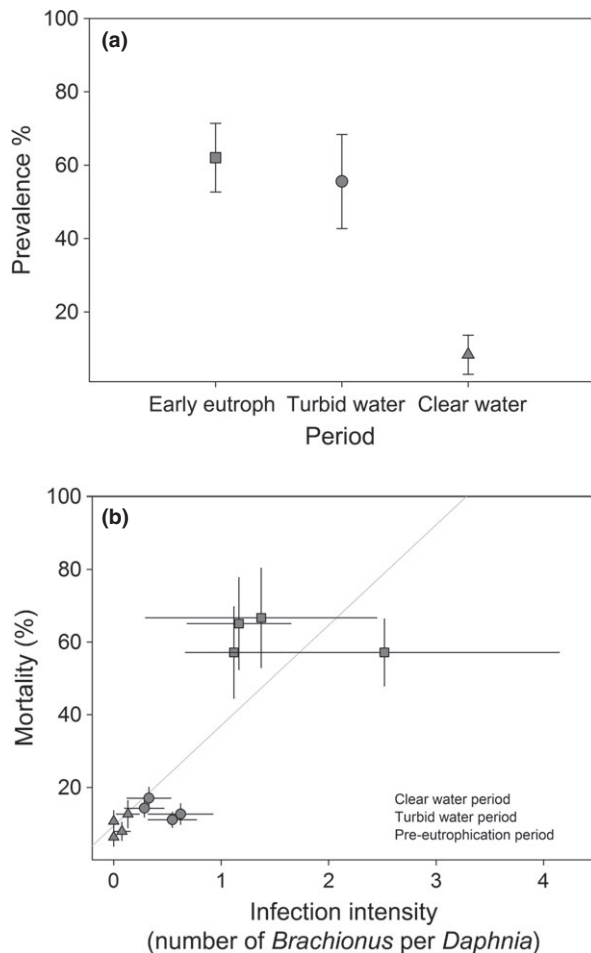 (a)
100
80
60
40
20
Prevalence %
Early eutroph Turbid water Clear water
Period
(b)
100
80
60
40
20
Mortality (%)
Clear water period
Turbid water period
Pre-eutrophication period
0 1 2 3 4
Infection intensity
(number of Brachionus per Daphnia)